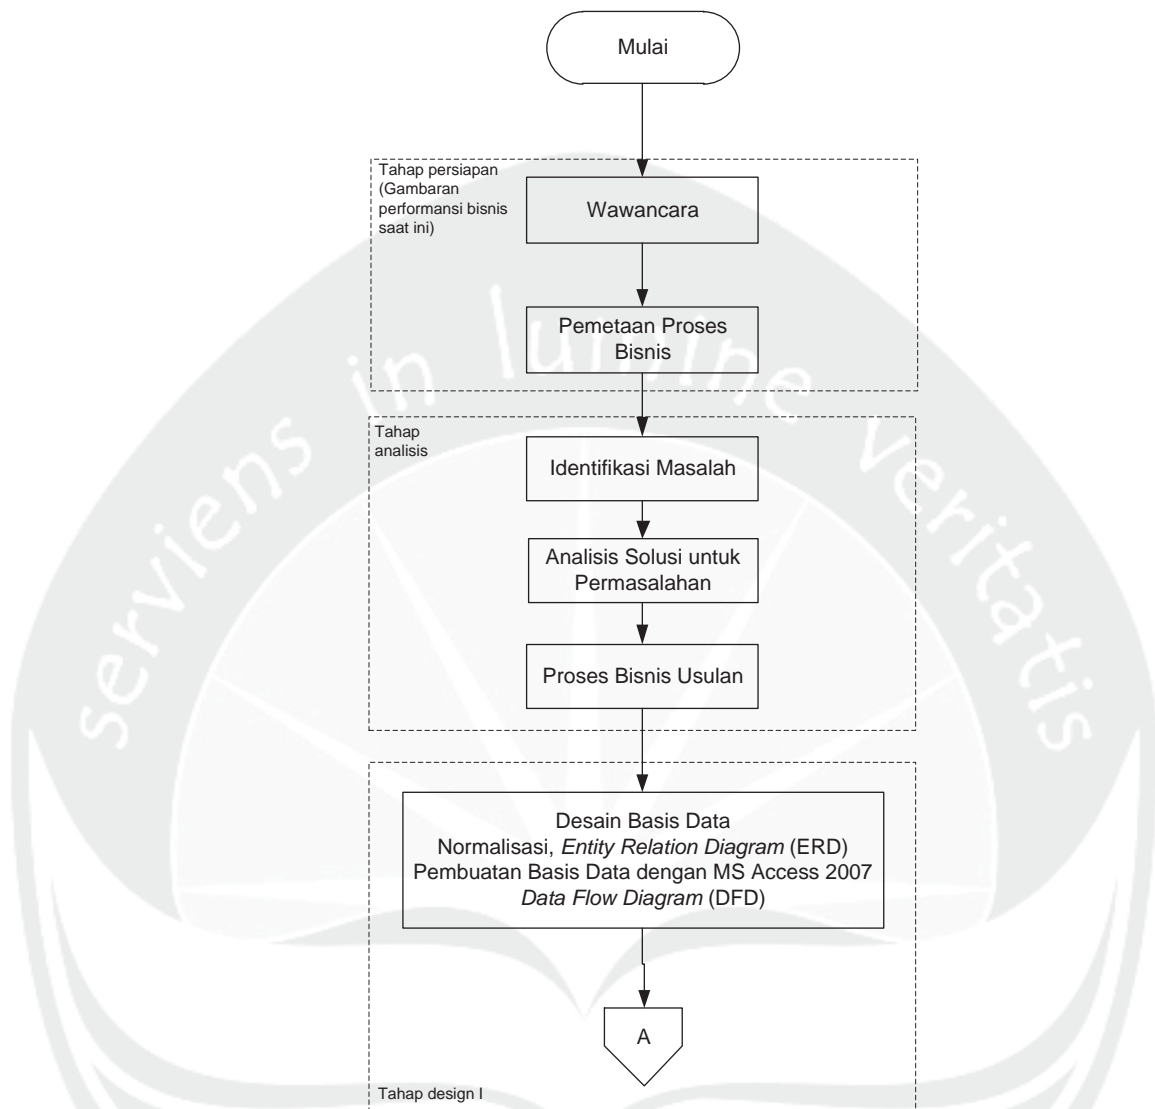 Mulai
Tahap persiapan
(Gambaran
performansi bisnis
saat ini)
Wawancara
Pemetaan Proses
Bisnis
Tahap
analisis
Identifikasi Masalah
Analisis Solusi untuk
Permasalahan
Proses Bisnis Usulan
Desain Basis Data
Normalisasi, Entity Relation Diagram (ERD)
Pembuatan Basis Data dengan MS Access 2007
Data Flow Diagram (DFD)
A
Tahap design I
serviens in lumine veritatis